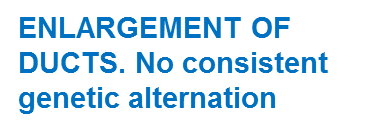 ENLARGEMENT OF
DUCTS. No consistent
genetic alternation